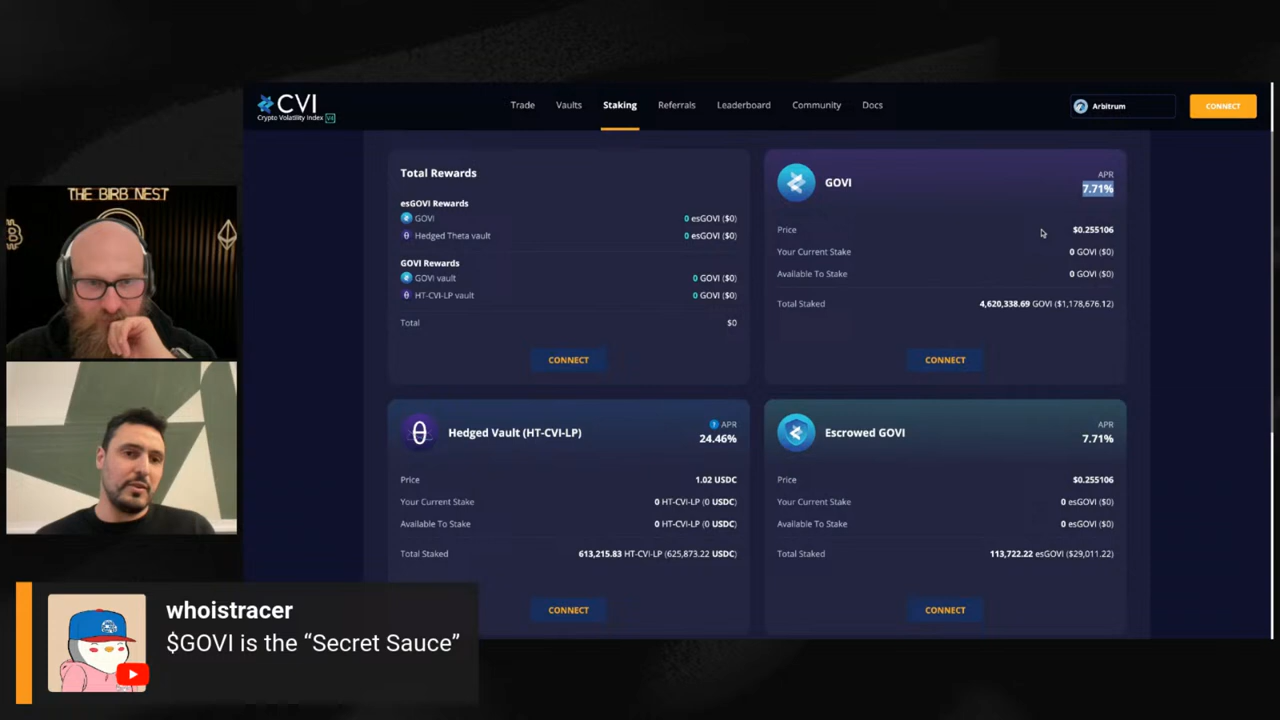 THE BIRB NEST
CVI
Crypto Volatility Index
Trade Vaults Staking Referrals Leaderboard Community Docs
Arbitrum
CONNECT
Total Rewards
esGOVI Rewards
GOVI 0 esGOVI ($0)
Hedged Theta vault 0 esGOVI ($0)
GOVI Rewards
GOVI vault 0 GOVI ($0)
HT-CVI-LP vault 0 GOVI ($0)
Total $0
CONNECT
GOVI
APR
7.71%
Price $0.255106
Your Current Stake 0 GOVI ($0)
Available To Stake 0 GOVI ($0)
Total Staked 4,620,338.69 GOVI ($1,178,676.12)
CONNECT
Hedged Vault (HT-CVI-LP)
APR
24.46%
Price 1.02 USDC
Your Current Stake 0 HT-CVI-LP (0 USDC)
Available To Stake 0 HT-CVI-LP (0 USDC)
Total Staked 613,215.83 HT-CVI-LP (625,873.22 USDC)
CONNECT
Escrowed GOVI
APR
7.71%
Price $0.255106
Your Current Stake 0 esGOVI ($0)
Available To Stake 0 esGOVI ($0)
Total Staked 113,722.22 esGOVI ($29,011.22)
CONNECT
whoistracer
$GOVI is the “Secret Sauce”